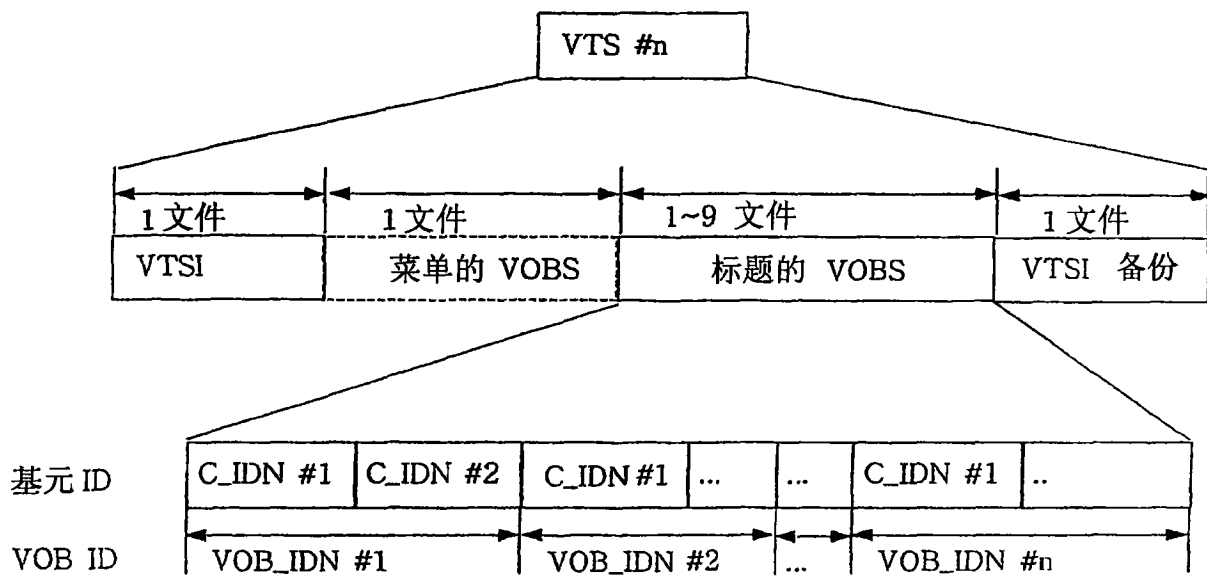 VTS #n
1文件 1文件 1~9 文件 1文件
VTSI 菜单的 VOBS 标题的 VOBS VTSI 备份
基元 ID C_IDN #1 C_IDN #2 C_IDN #1 ... ... C_IDN #1 ..
VOB ID VOB_IDN #1 VOB_IDN #2 ... VOB_IDN #n